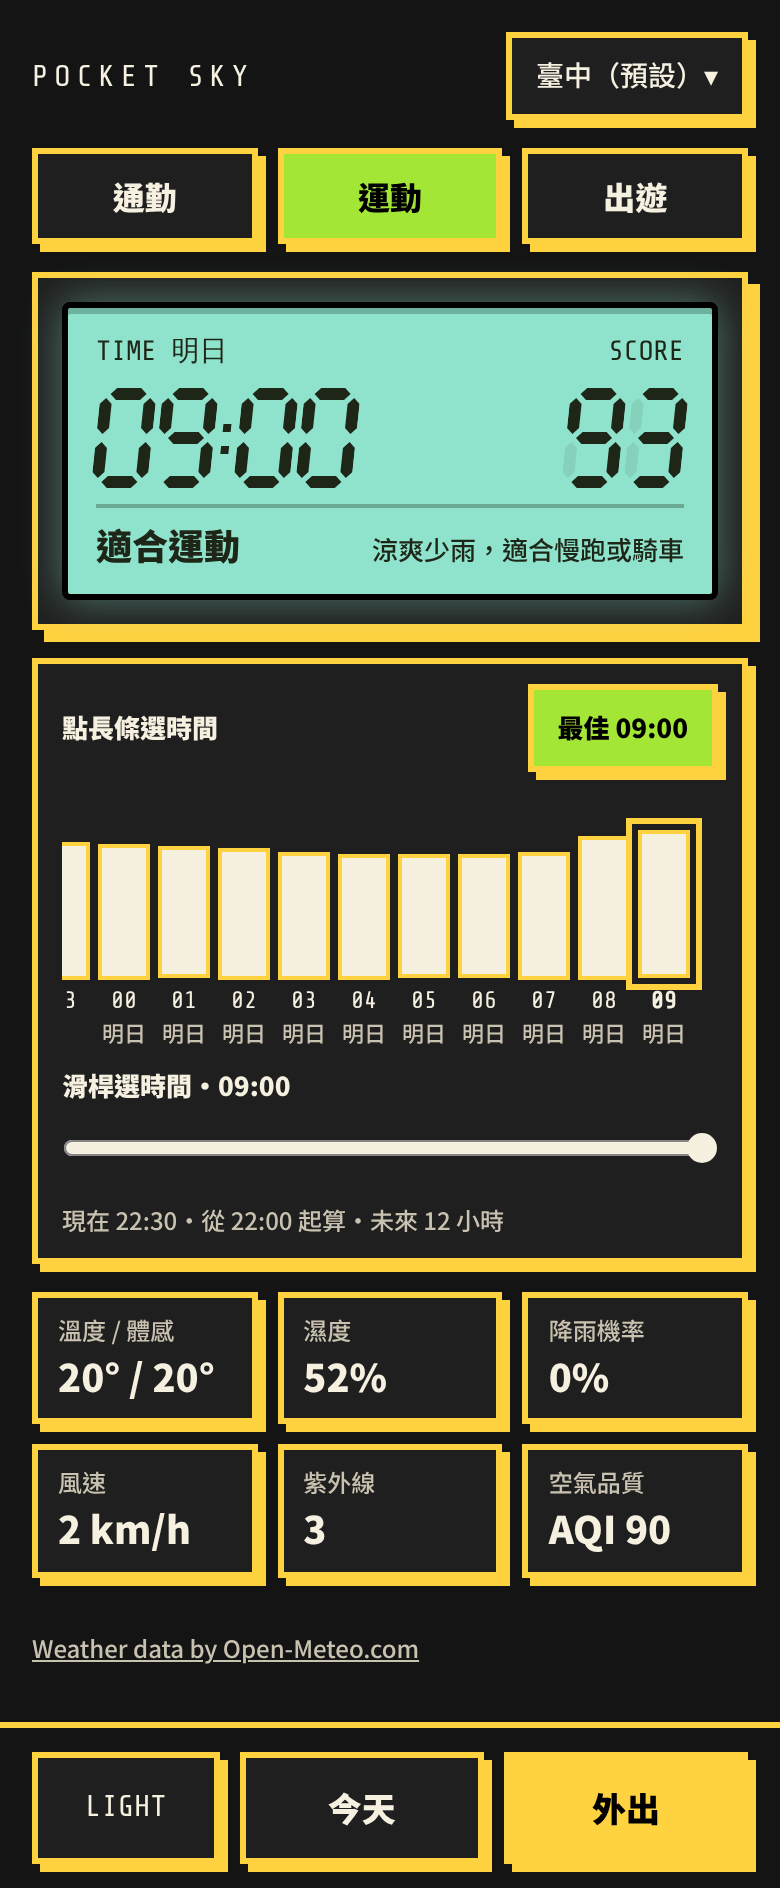 POCKET SKY
臺中（預設）▼
通勤 運動 出遊
TIME 明日 SCORE
09:00 93
適合運動 涼爽少雨，適合慢跑或騎車
點長條選時間 最佳 09:00
3 00 01 02 03 04 05 06 07 08 09
明日 明日 明日 明日 明日 明日 明日 明日 明日 明日
滑桿選時間・09:00
現在 22:30・從 22:00 起算・未來 12 小時
溫度 / 體感 濕度 降雨機率
20° / 20° 52% 0%
風速 紫外線 空氣品質
2 km/h 3 AQI 90
Weather data by Open-Meteo.com
LIGHT 今天 外出